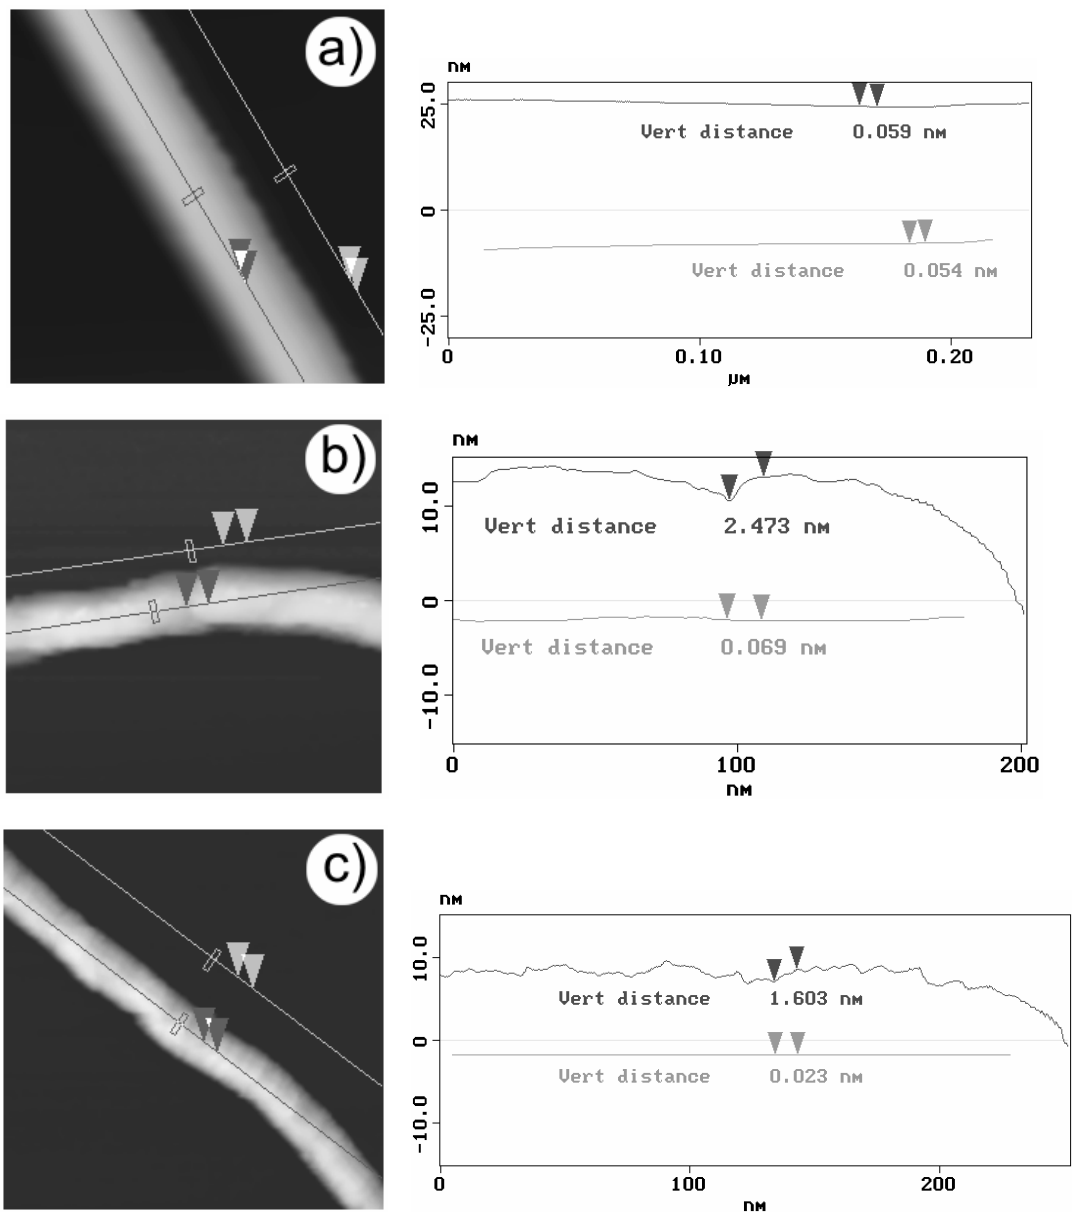 a)
nm
25.0
Vert distance 0.059 nm
0
Vert distance 0.054 nm
-25.0
0 0.10 0.20
µm
b)
nm
10.0
Vert distance 2.473 nm
0
Vert distance 0.069 nm
-10.0
0 100 200
nm
c)
nm
10.0
Vert distance 1.603 nm
0
Vert distance 0.023 nm
-10.0
0 100 200
nm